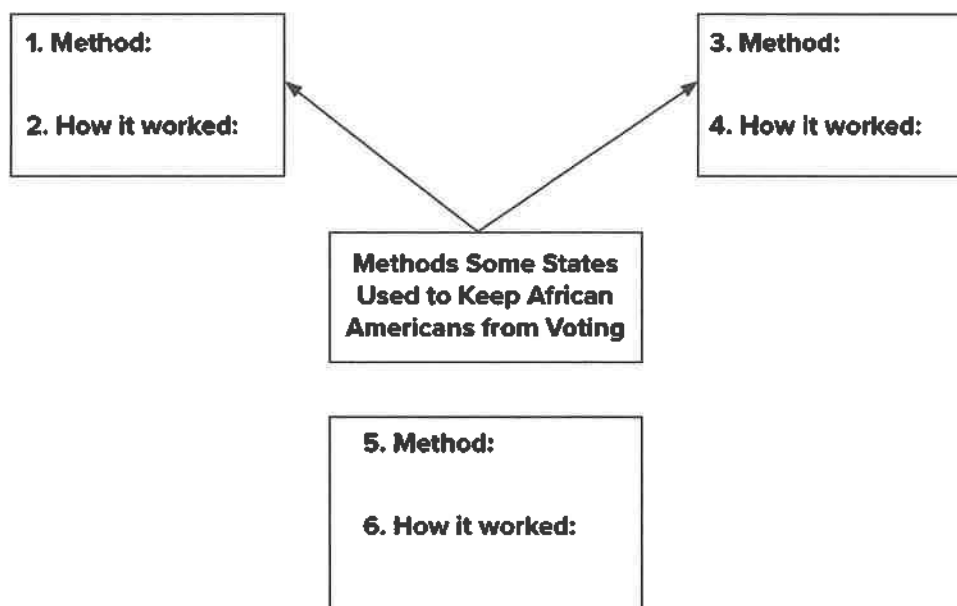 1. Method:
2. How it worked:
3. Method:
4. How it worked:
Methods Some States
Used to Keep African
Americans from Voting
5. Method:
6. How it worked: